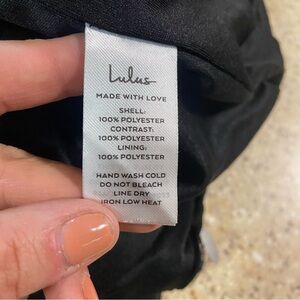 Lulus
MADE WITH LOVE
SHELL:
100% POLYESTER
CONTRAST:
100% POLYESTER
LINING:
100% POLYESTER
HAND WASH COLD
DO NOT BLEACH
LINE DRY
IRON LOW HEAT